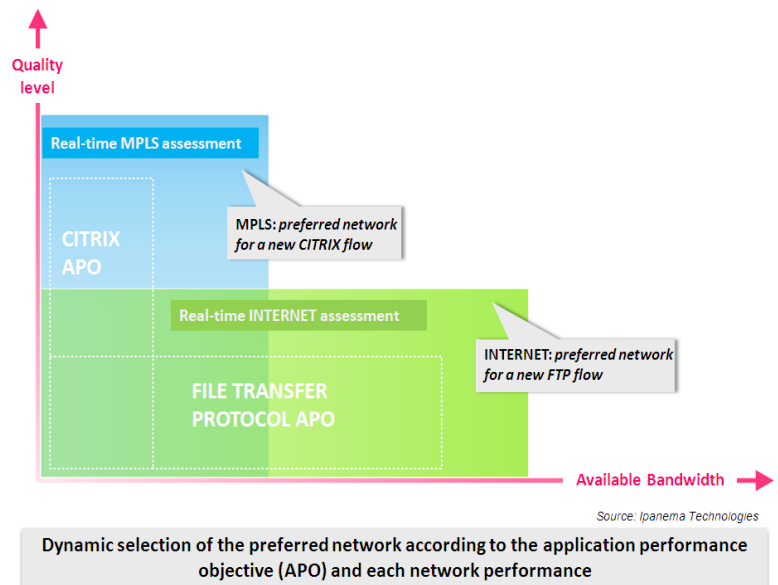 Quality
level
Real-time MPLS assessment
MPLS: preferred network
for a new CITRIX flow
CITRIX
APO
Real-time INTERNET assessment
INTERNET: preferred network
for a new FTP flow
FILE TRANSFER
PROTOCOL APO
Available Bandwidth
Source: Ipanema Technologies
Dynamic selection of the preferred network according to the application performance
objective (APO) and each network performance